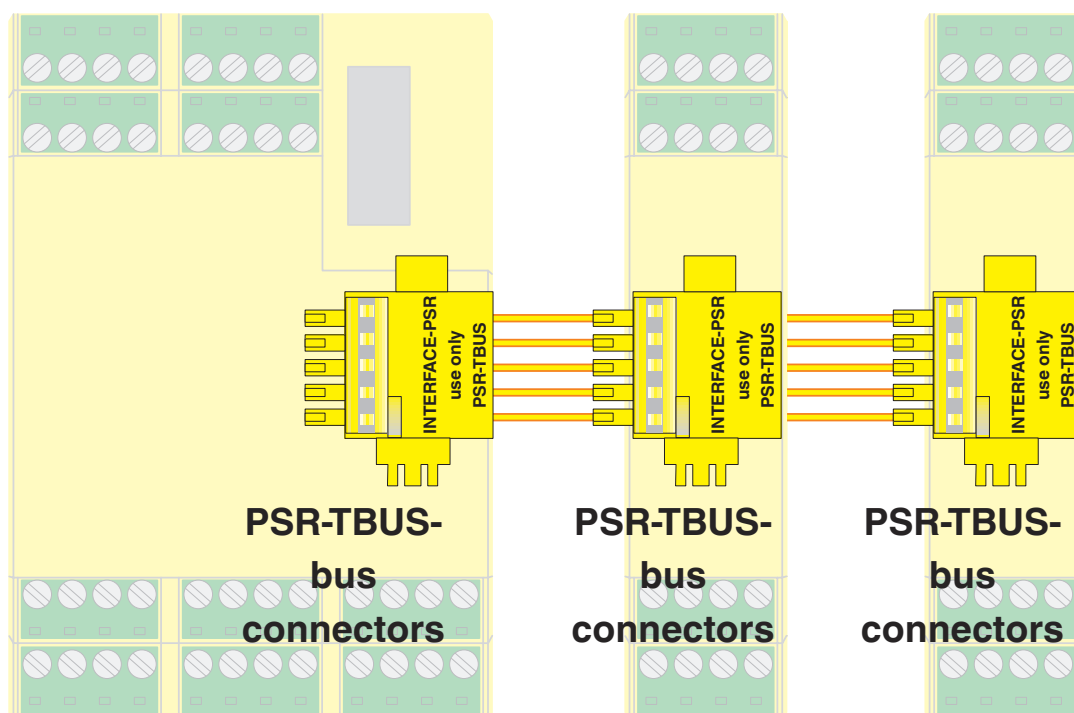 INTERFACE-PSR
use only
PSR-TBUS
INTERFACE-PSR
use only
PSR-TBUS
INTERFACE-PSR
use only
PSR-TBUS
PSR-TBUS-
bus
connectors
PSR-TBUS-
bus
connectors
PSR-TBUS-
bus
connectors